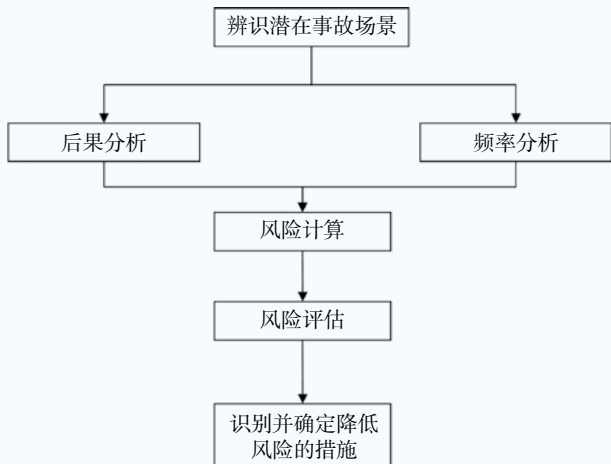 辨识潜在事故场景
后果分析
频率分析
风险计算
风险评估
识别并确定降低
风险的措施